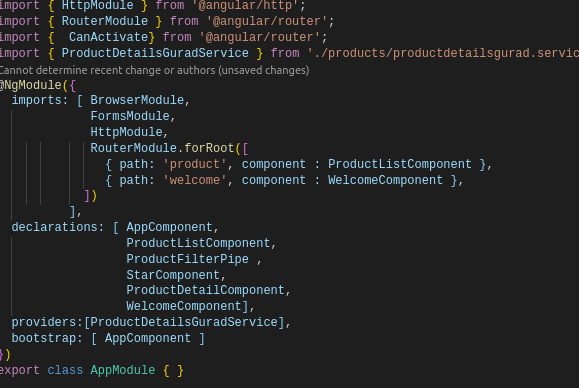 import { HttpModule } from '@angular/http';
import { RouterModule } from '@angular/router';
import {  CanActivate} from '@angular/router';
import { ProductDetailsGuradService } from './products/productdetailsgurad.servic
Cannot determine recent change or authors (unsaved changes)
@NgModule({
  imports: [ BrowserModule,
             FormsModule,
             HttpModule,
             RouterModule.forRoot([
               { path: 'product', component : ProductListComponent },
               { path: 'welcome', component : WelcomeComponent },
            ])
          ],
  declarations: [ AppComponent,
                  ProductListComponent,
                  ProductFilterPipe ,
                  StarComponent,
                  ProductDetailComponent,
                  WelcomeComponent],
  providers:[ProductDetailsGuradService],
  bootstrap: [ AppComponent ]
})
export class AppModule { }